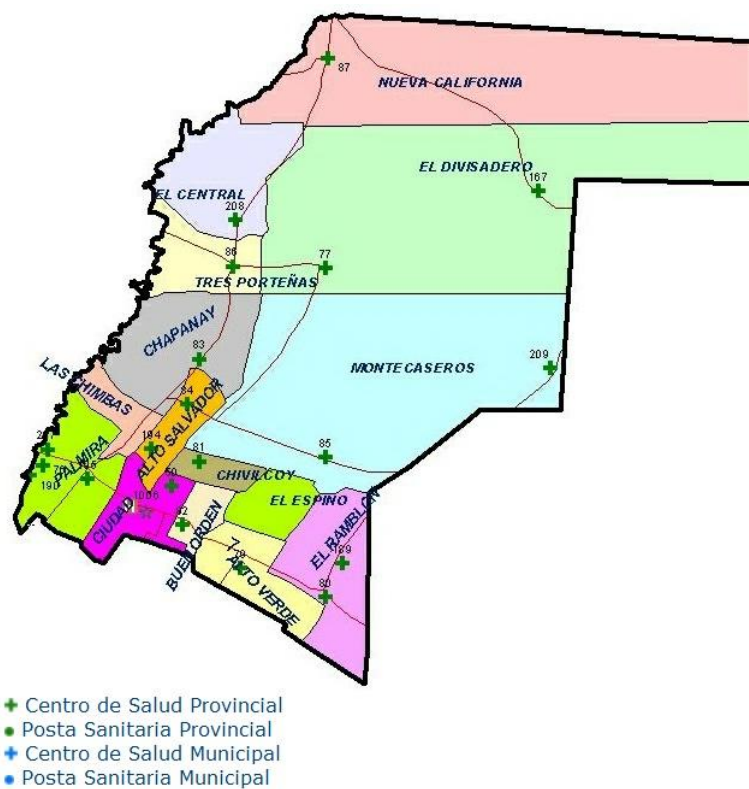 87
NUEVA CALIFORNIA
EL DIVISADERO
167
EL CENTRAL
208
86
77
TRES PORTEÑAS
CHAPANAY
83
MONTECASEROS
209
LAS CHIMBAS
84
ALTO SALVADOR
194
81
85
CHIVILCOY
PALMIRA
190
EL ESPINO
CIUDAD
1006
BUEN ORDEN
EL RAMBLON
ALTO VERDE
80
Centro de Salud Provincial
Posta Sanitaria Provincial
Centro de Salud Municipal
Posta Sanitaria Municipal